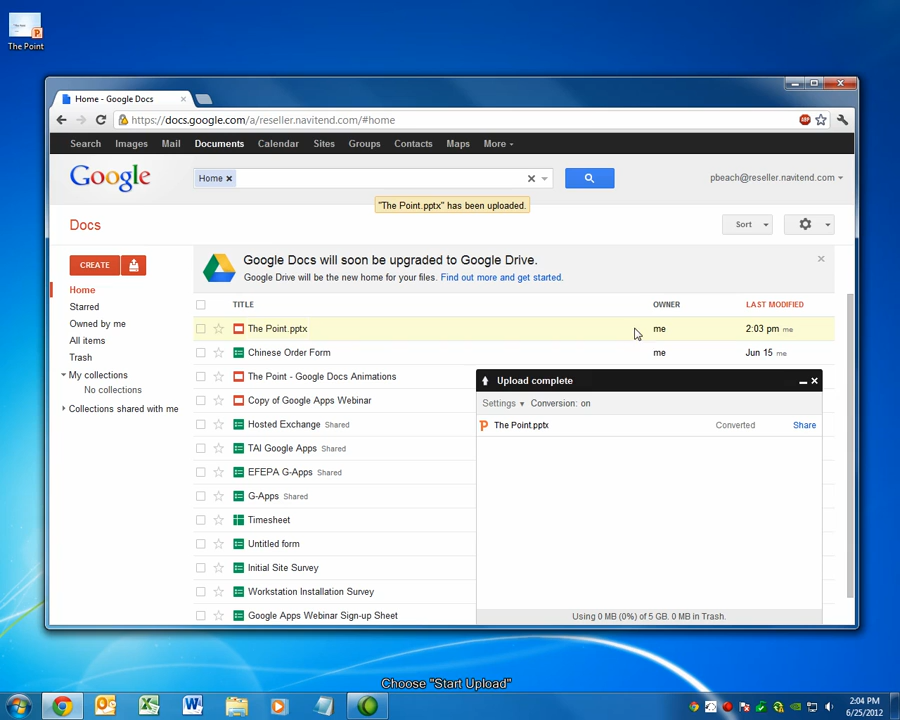 The Point
Home - Google Docs
https://docs.google.com/a/reseller.navitend.com/#home
Search Images Mail Documents Calendar Sites Groups Contacts Maps More
Google
Home
pbeach@reseller.navitend.com
"The Point.pptx" has been uploaded.
Docs
Sort
Google Docs will soon be upgraded to Google Drive.
Google Drive will be the new home for your files. Find out more and get started.
CREATE
Home
Starred
Owned by me
All items
Trash
My collections
No collections
Collections shared with me
TITLE OWNER LAST MODIFIED
The Point.pptx me 2:03 pm me
Chinese Order Form me Jun 15 me
The Point - Google Docs Animations
Copy of Google Apps Webinar
Hosted Exchange Shared
TAI Google Apps Shared
EFEPA G-Apps Shared
G-Apps Shared
Timesheet
Untitled form
Initial Site Survey
Workstation Installation Survey
Google Apps Webinar Sign-up Sheet
Upload complete
Settings Conversion: on
The Point.pptx Converted Share
Using 0 MB (0%) of 5 GB. 0 MB in Trash.
Choose "Start Upload"
2:04 PM
6/25/2012